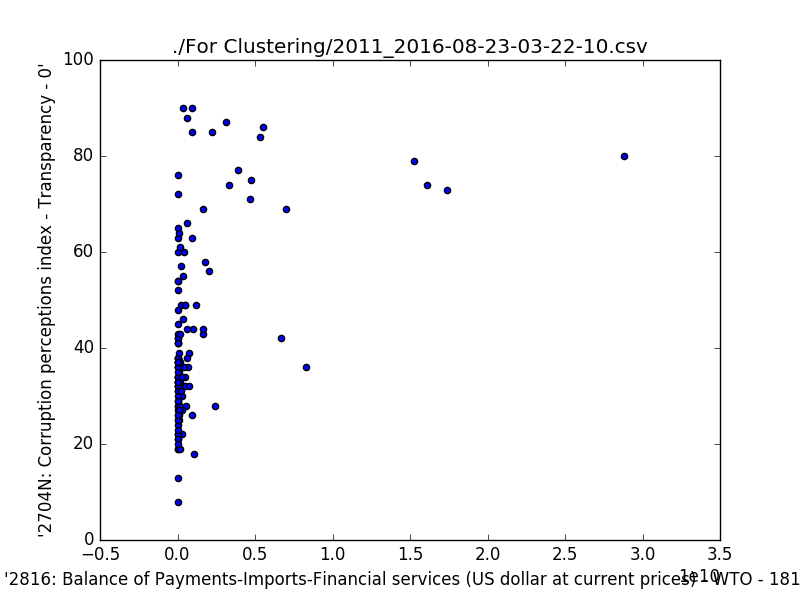 ./For Clustering/2011_2016-08-23-03-22-10.csv
'2704N: Corruption perceptions index - Transparency - 0'
100
80
60
40
20
0
−0.5 0.0 0.5 1.0 1.5 2.0 2.5 3.0 3.5
1e10
'2816: Balance of Payments-Imports-Financial services (US dollar at current prices) - WTO - 181